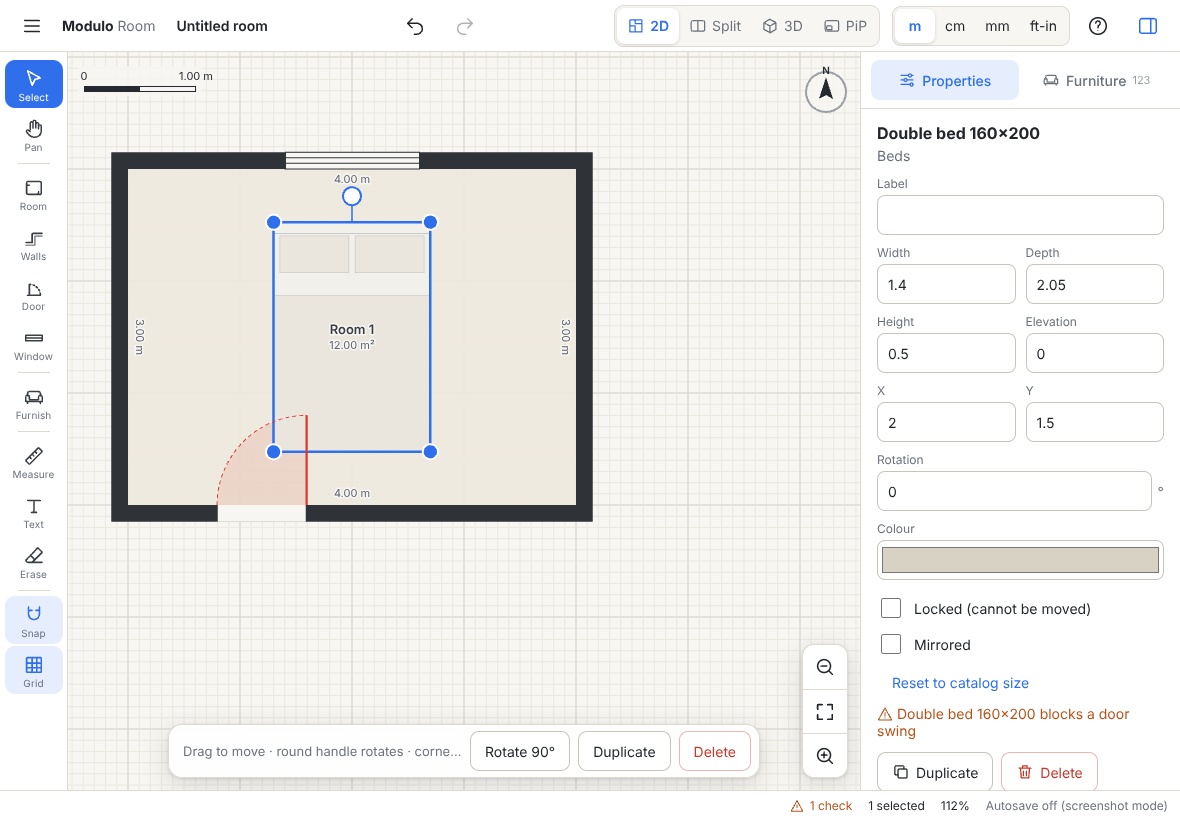 Modulo Room
Untitled room
2D
Split
3D
PiP
m
cm
mm
ft-in
Select
Pan
Room
Walls
Door
Window
Furnish
Measure
Text
Erase
Snap
Grid
0
1.00 m
N
4.00 m
3.00 m
Room 1
12.00 m²
3.00 m
4.00 m
Drag to move · round handle rotates · corne...
Rotate 90°
Duplicate
Delete
Properties
Furniture 123
Double bed 160×200
Beds
Label
Width
Depth
1.4
2.05
Height
Elevation
0.5
0
X
Y
2
1.5
Rotation
0
°
Colour
Locked (cannot be moved)
Mirrored
Reset to catalog size
Double bed 160×200 blocks a door
swing
Duplicate
Delete
1 check
1 selected
112%
Autosave off (screenshot mode)